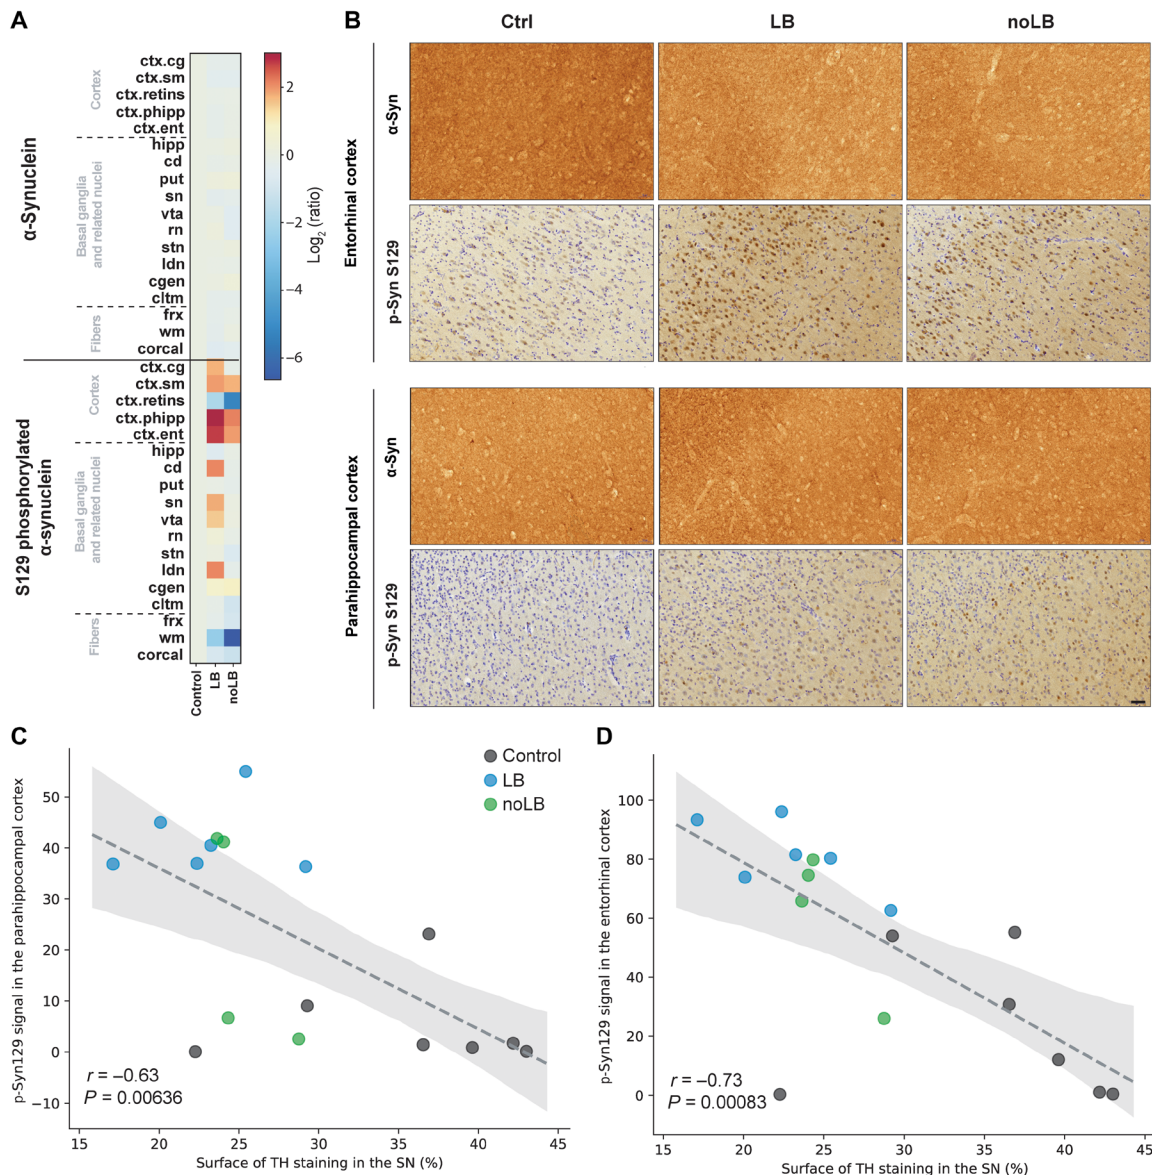 A
α-Synuclein
Cortex
ctx.cg
ctx.sm
ctx.retins
ctx.phipp
ctx.ent
Basal ganglia
and related nuclei
hipp
cd
put
sn
vta
rn
stn
ldn
cgen
cltm
Fibers
frx
wm
corcal
S129 phosphorylated
α-synuclein
Cortex
ctx.cg
ctx.sm
ctx.retins
ctx.phipp
ctx.ent
Basal ganglia
and related nuclei
hipp
cd
put
sn
vta
rn
stn
ldn
cgen
cltm
Fibers
frx
wm
corcal
Control
LB
noLB
2
0
−2
−4
−6
Log2 (ratio)
B
Ctrl
LB
noLB
Entorhinal cortex
α-Syn
p-Syn S129
Parahippocampal cortex
α-Syn
p-Syn S129
C
Control
LB
noLB
p-Syn129 signal in the parahippocampal cortex
50
40
30
20
10
0
−10
r = −0.63
P = 0.00636
15 20 25 30 35 40 45
Surface of TH staining in the SN (%)
D
p-Syn129 signal in the entorhinal cortex
100
80
60
40
20
0
r = −0.73
P = 0.00083
15 20 25 30 35 40 45
Surface of TH staining in the SN (%)